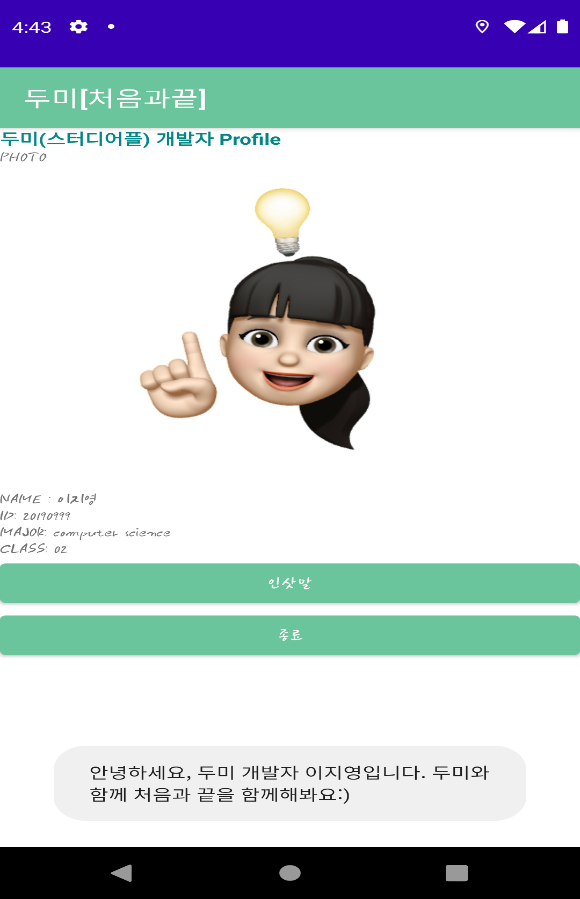 4:43
두미[처음과끝]
두미(스터디어플) 개발자 Profile
PHOTO
NAME : 이지영
ID: 20190999
MAJOR: computer science
CLASS: 02
인삿말
종료
안녕하세요, 두미 개발자 이지영입니다. 두미와
함께 처음과 끝을 함께해봐요:)